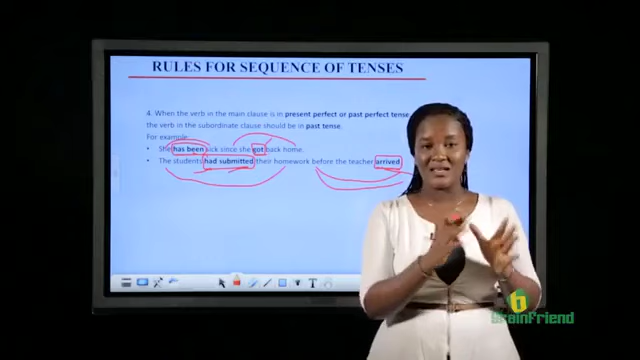 RULES FOR SEQUENCE OF TENSES
4. When the verb in the main clause is in present perfect or past perfect tense
the verb in the subordinate clause should be in past tense.
For example
• She has been sick since she got back home.
• The students had submitted their homework before the teacher arrived
T
6
BrainFriend